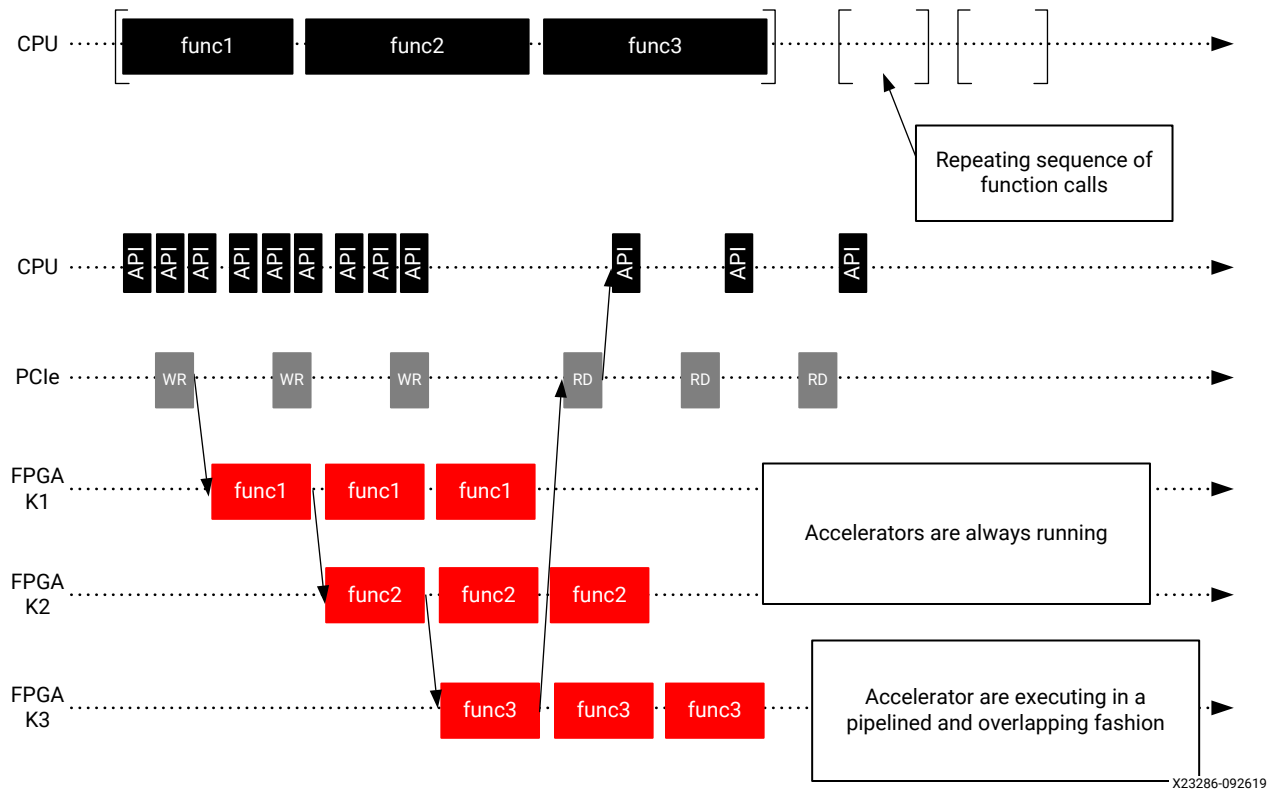 CPU
func1
func2
func3
Repeating sequence of
function calls
CPU
API
API
API
API
API
API
API
API
API
API
API
API
PCIe
WR
WR
WR
RD
RD
RD
FPGA
K1
func1
func1
func1
Accelerators are always running
FPGA
K2
func2
func2
func2
FPGA
K3
func3
func3
func3
Accelerator are executing in a
pipelined and overlapping fashion
X23286-092619